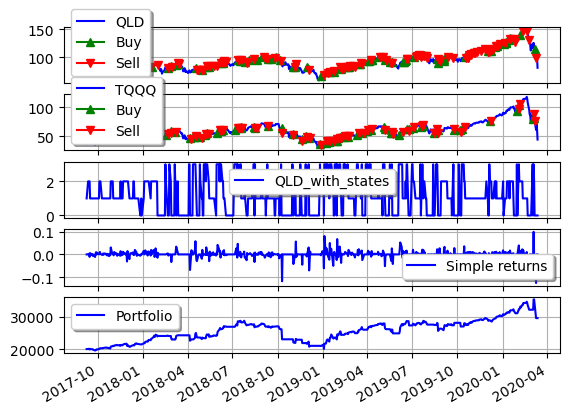 QLD
Buy
Sell
150
100
TQQQ
Buy
Sell
100
50
QLD_with_states
2
0
Simple returns
0.1
0.0
−0.1
Portfolio
30000
20000
2017-10
2018-01
2018-04
2018-07
2018-10
2019-01
2019-04
2019-07
2019-10
2020-01
2020-04